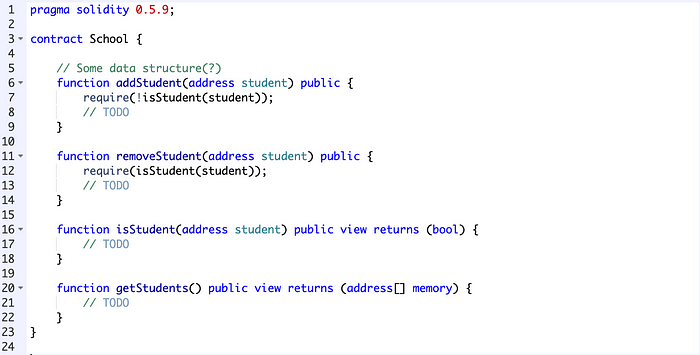 1 pragma solidity 0.5.9;
2
3 contract School {
4
5 // Some data structure(?)
6 function addStudent(address student) public {
7 require(!isStudent(student));
8 // TODO
9 }
10
11 function removeStudent(address student) public {
12 require(isStudent(student));
13 // TODO
14 }
15
16 function isStudent(address student) public view returns (bool) {
17 // TODO
18 }
19
20 function getStudents() public view returns (address[] memory) {
21 // TODO
22 }
23 }
24